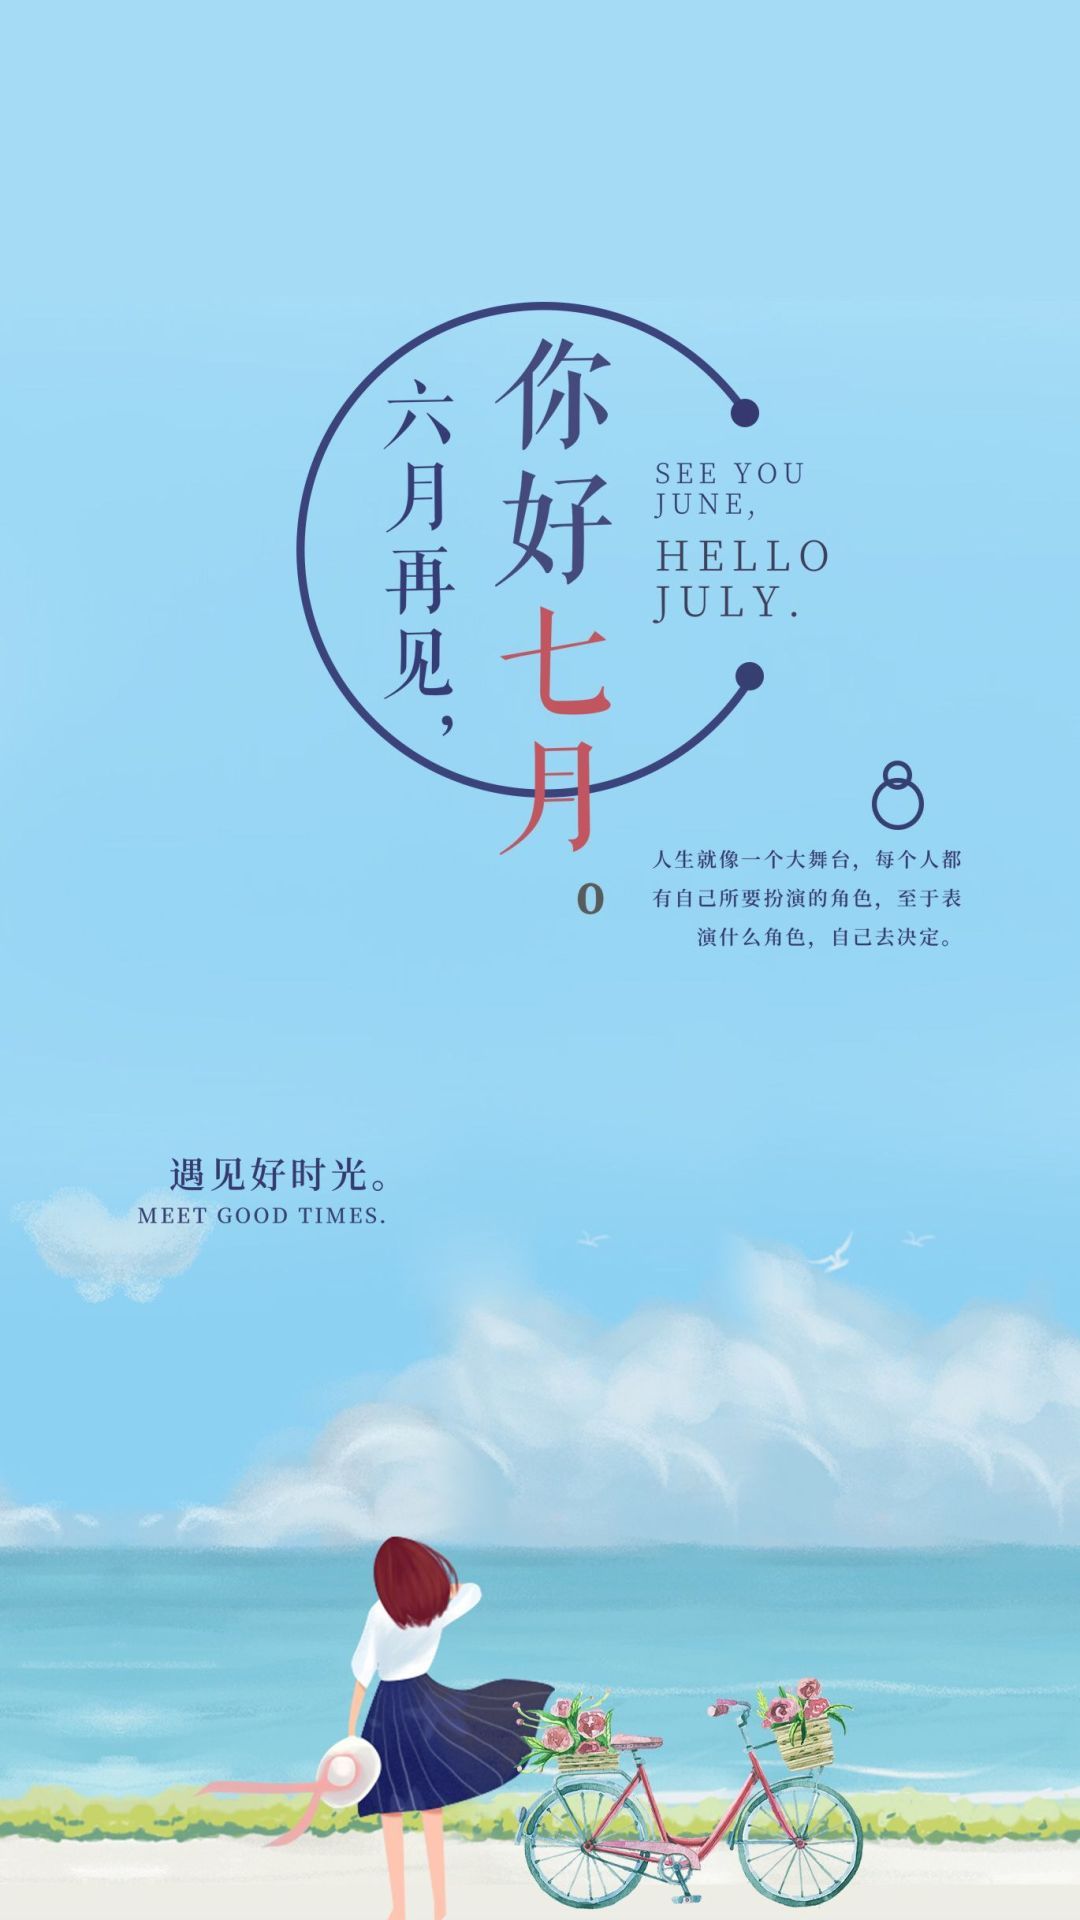 六月再见，
你好七月
o
SEE YOU
JUNE,
HELLO
JULY.
人生就像一个大舞台，每个人都
有自己所要扮演的角色，至于表
演什么角色，自己去决定。
遇见好时光。
MEET GOOD TIMES.